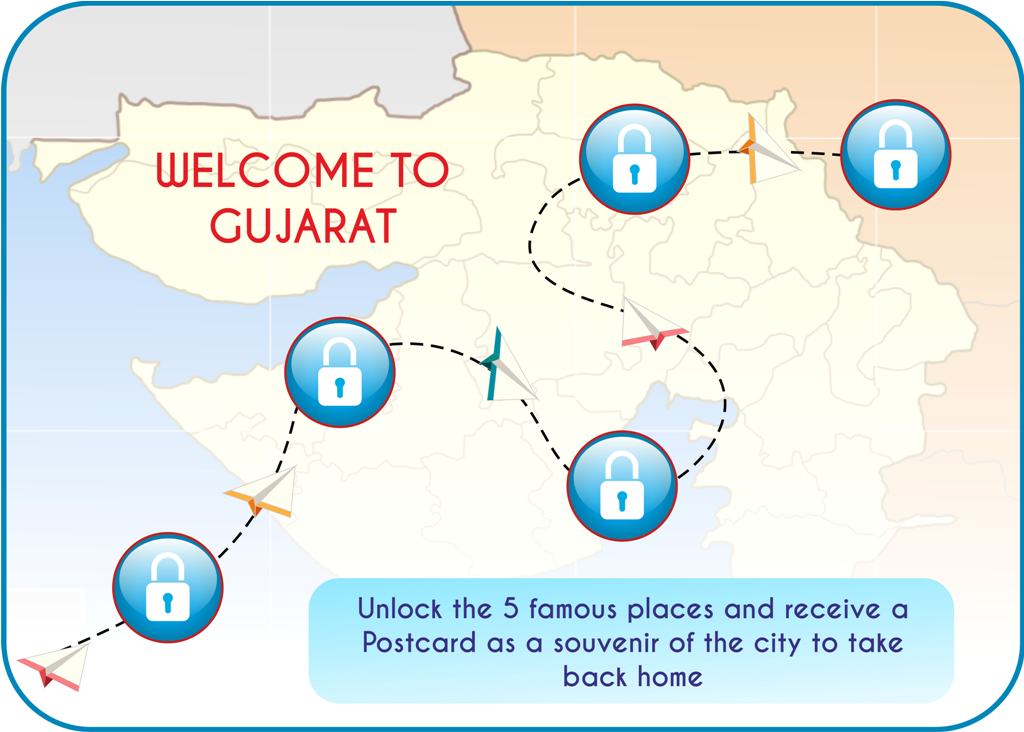 WELCOME TO
GUJARAT
Unlock the 5 famous places and receive a
Postcard as a souvenir of the city to take
back home